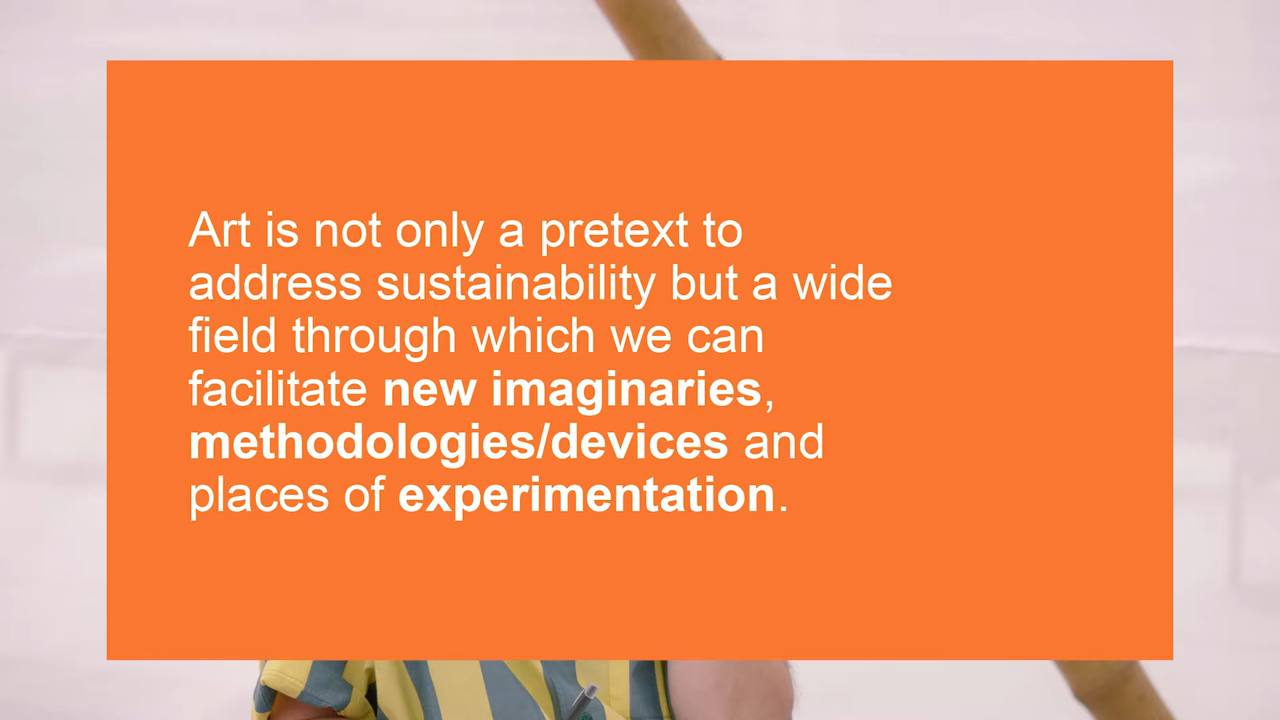 Art is not only a pretext to
address sustainability but a wide
field through which we can
facilitate new imaginaries,
methodologies/devices and
places of experimentation.